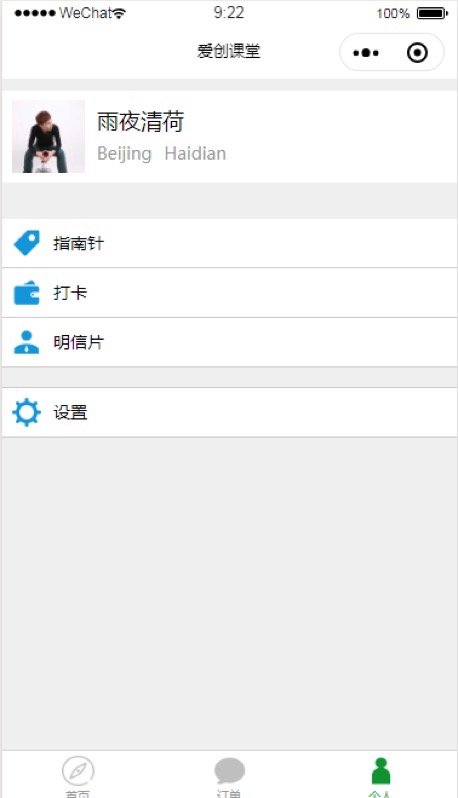 WeChat 9:22 100%
爱创课堂
雨夜清荷
Beijing Haidian
指南针
打卡
明信片
设置
首页 订单 个人